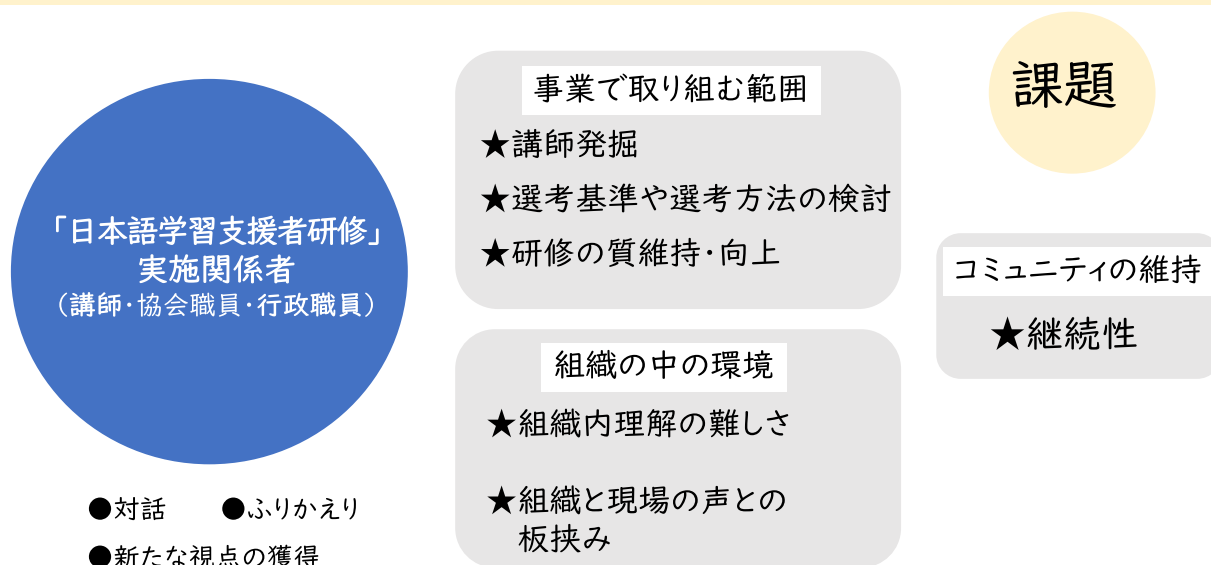 課題
「日本語学習支援者研修」
実施関係者
（講師・協会職員・行政職員）
●対話 ●ふりかえり
●新たな視点の獲得
事業で取り組む範囲
★講師発掘
★選考基準や選考方法の検討
★研修の質維持・向上
組織の中の環境
★組織内理解の難しさ
★組織と現場の声との
板挟み
コミュニティの維持
★継続性